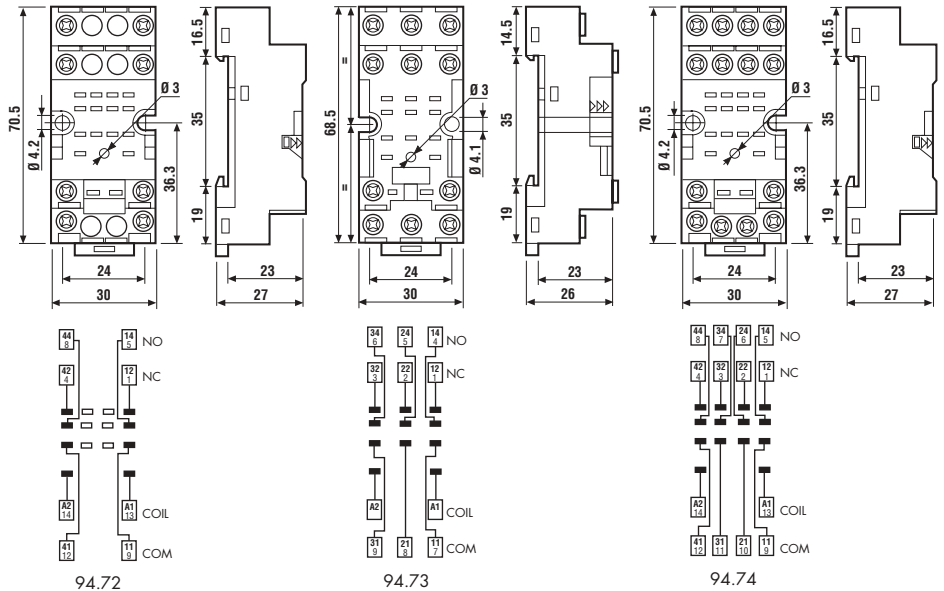 70.5
Ø 4.2
Ø 3
36.3
24
30
16.5
35
19
23
27
68.5
=
=
Ø 3
Ø 4.1
24
30
14.5
35
19
23
26
70.5
Ø 4.2
Ø 3
36.3
24
30
16.5
35
19
23
27
44 8
14 5 NO
42 4
12 1 NC
A2 14
A1 13 COIL
41 12
11 9 COM
94.72
34 6
24 5
14 4 NO
32 3
22 2
12 1 NC
A2
A1 COIL
31 9
21 8
11 7 COM
94.73
44 8
34 7
24 6
14 5 NO
42 4
32 3
22 2
12 1 NC
A2 14
A1 13 COIL
41 12
31 11
21 10
11 9 COM
94.74